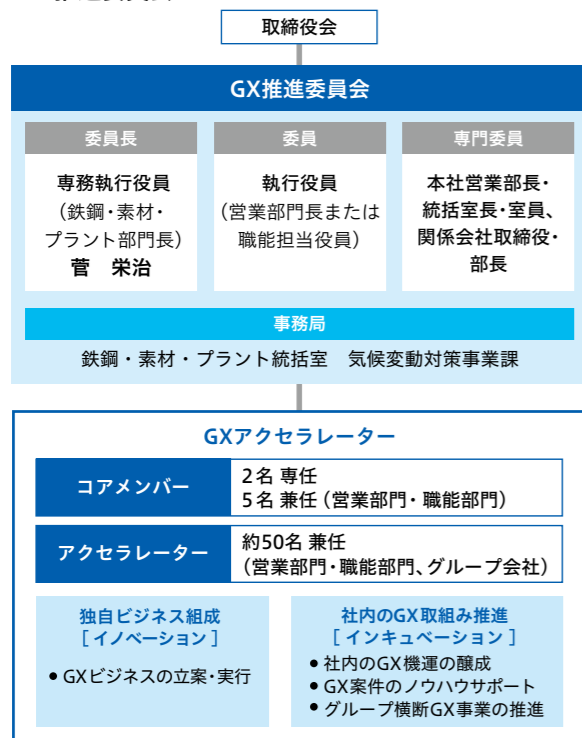 取締役会
GX推進委員会
委員長
専務執行役員
(鉄鋼・素材・
プラント部門長)
菅 栄治
委員
執行役員
(営業部門長または
職能担当役員)
専門委員
本社営業部長・
統括室長・室員、
関係会社取締役・
部長
事務局
鉄鋼・素材・プラント統括室 気候変動対策事業課
GXアクセラレーター
コアメンバー
2名 専任
5名 兼任(営業部門・職能部門)
アクセラレーター
約50名 兼任
(営業部門・職能部門、グループ会社)
独自ビジネス組成
[ イノベーション ]
● GXビジネスの立案・実行
社内のGX取組み推進
[ インキュベーション ]
● 社内のGX機運の醸成
● GX案件のノウハウサポート
● グループ横断GX事業の推進